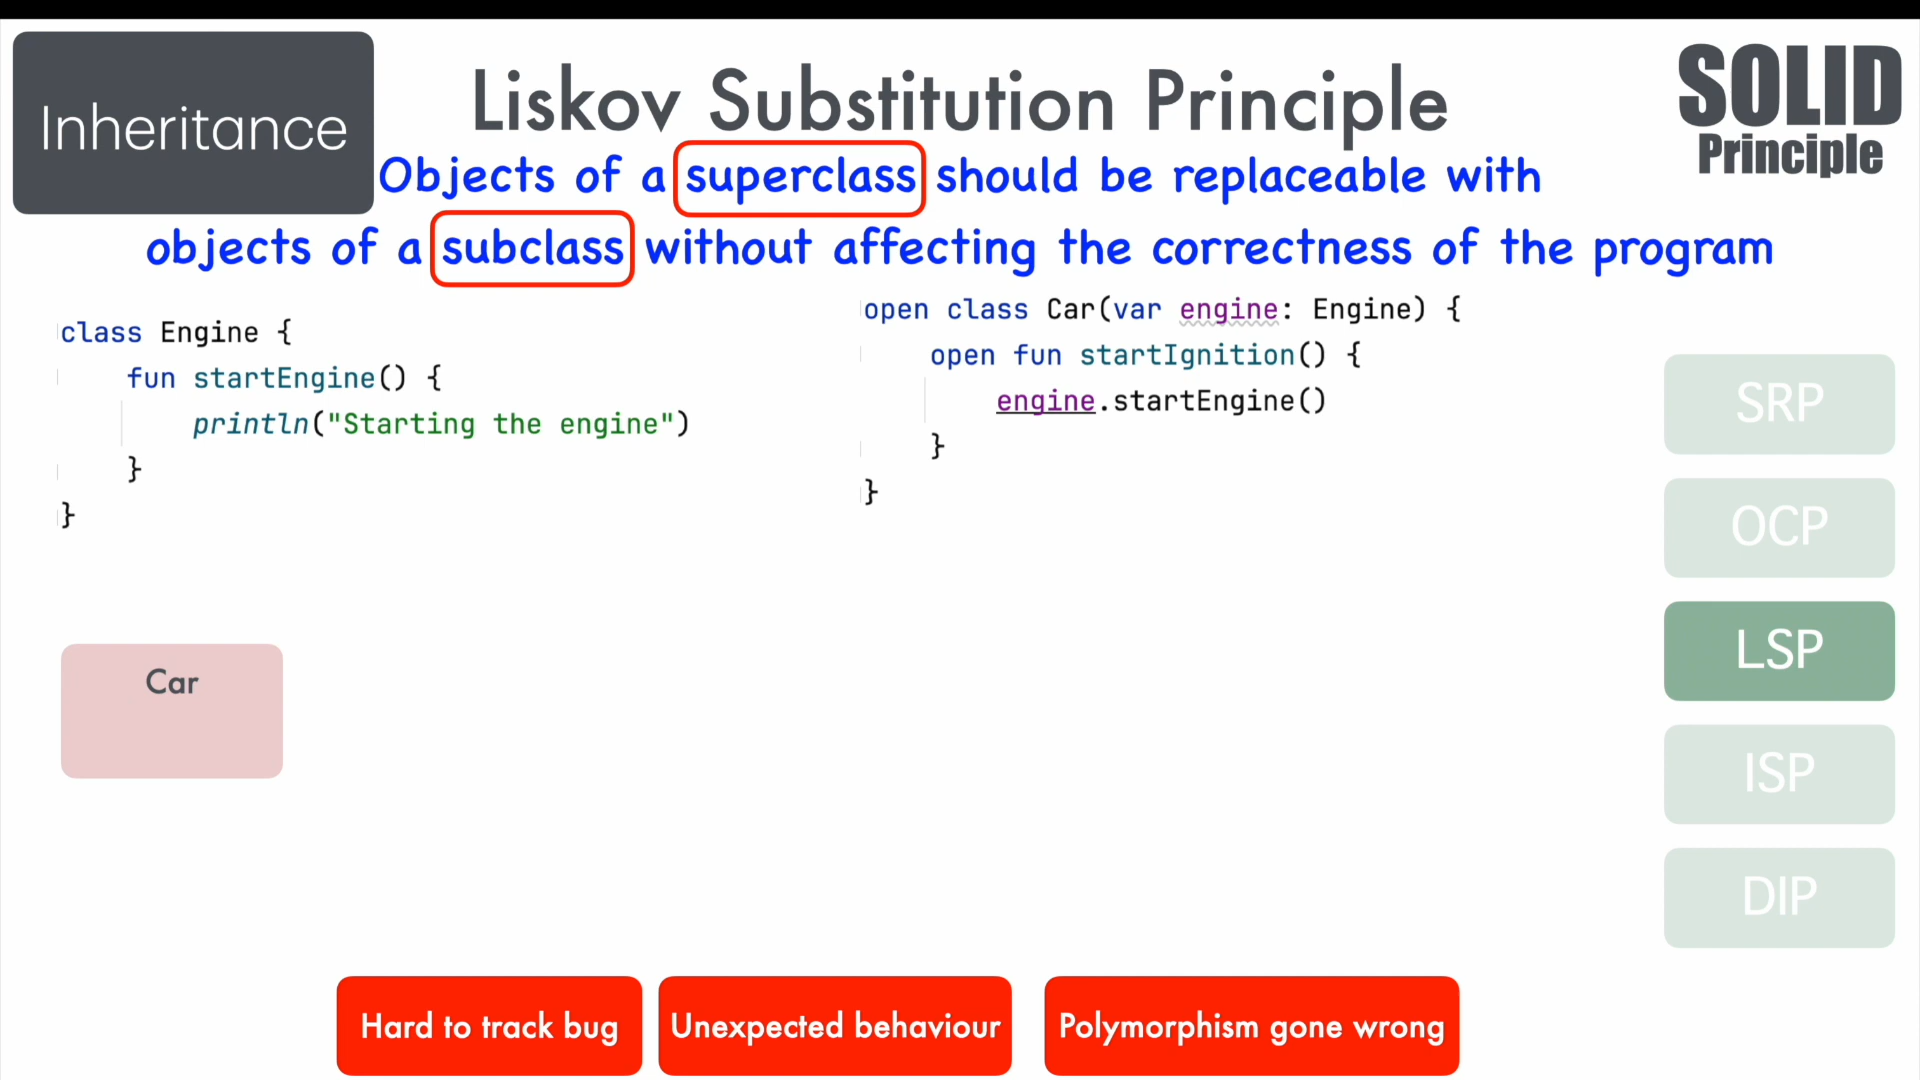 Inheritance
Liskov Substitution Principle
SOLID
Principle
Objects of a superclass should be replaceable with
objects of a subclass without affecting the correctness of the program
class Engine {
    fun startEngine() {
        println("Starting the engine")
    }
}
open class Car(var engine: Engine) {
    open fun startIgnition() {
        engine.startEngine()
    }
}
SRP
OCP
LSP
ISP
DIP
Car
Hard to track bug
Unexpected behaviour
Polymorphism gone wrong